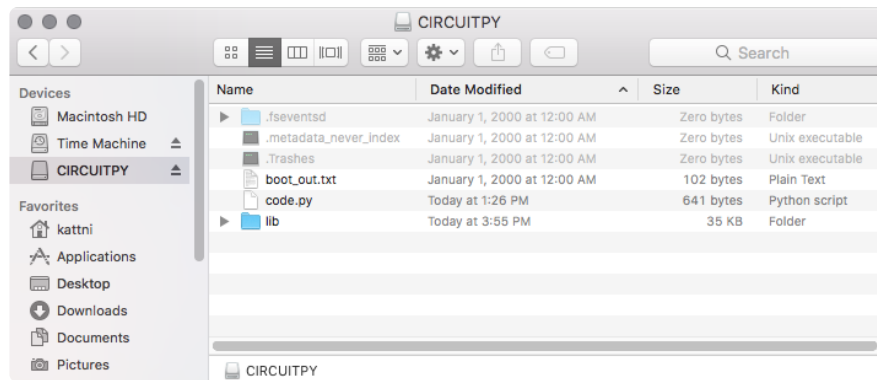 CIRCUITPY
Search
Devices
Macintosh HD
Time Machine
CIRCUITPY
Favorites
kattni
Applications
Desktop
Downloads
Documents
Pictures
Name Date Modified Size Kind
.fseventsd January 1, 2000 at 12:00 AM Zero bytes Folder
.metadata_never_index January 1, 2000 at 12:00 AM Zero bytes Unix executable
.Trashes January 1, 2000 at 12:00 AM Zero bytes Unix executable
boot_out.txt January 1, 2000 at 12:00 AM 102 bytes Plain Text
code.py Today at 1:26 PM 641 bytes Python script
lib Today at 3:55 PM 35 KB Folder
CIRCUITPY